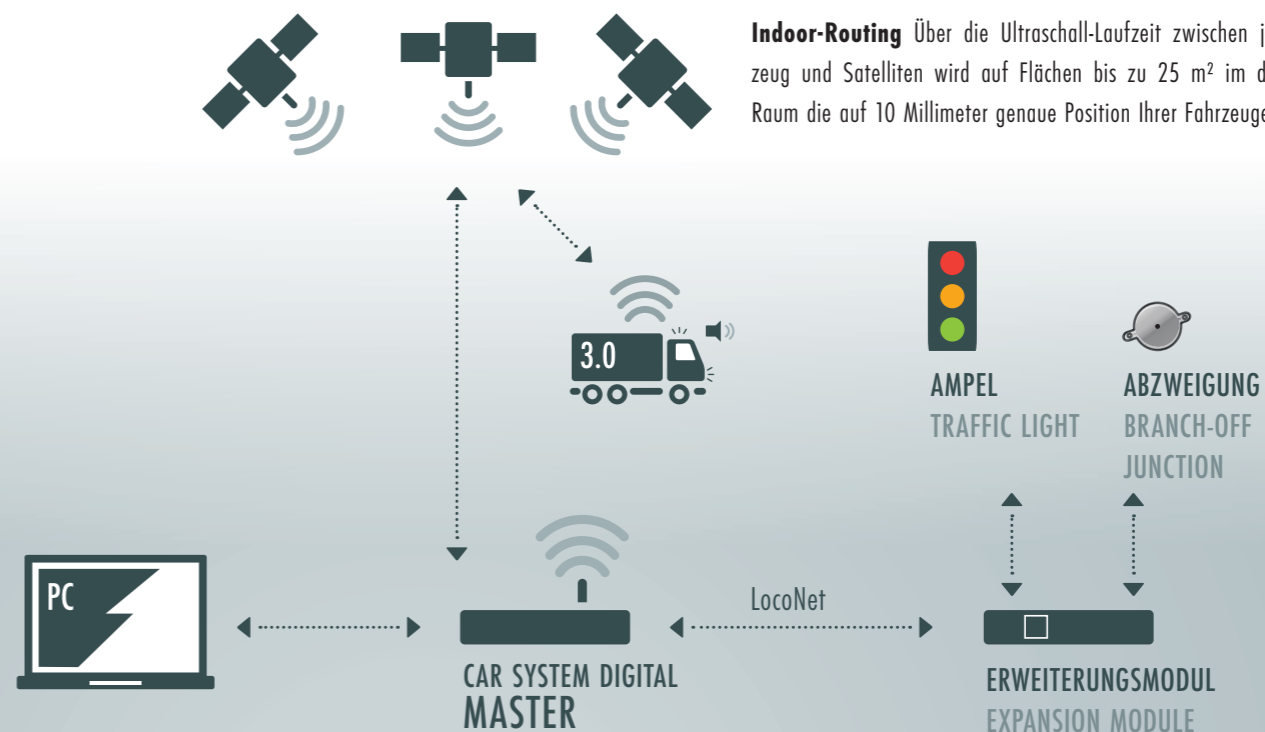 Indoor-Routing Über die Ultraschall-Laufzeit zwischen
zeug und Satelliten wird auf Flächen bis zu 25 m² im
Raum die auf 10 Millimeter genaue Position Ihrer Fahrzeuge
3.0
AMPEL
TRAFFIC LIGHT
ABZWEIGUNG
BRANCH-OFF
JUNCTION
PC
LocoNet
CAR SYSTEM DIGITAL
MASTER
ERWEITERUNGSMODUL
EXPANSION MODULE